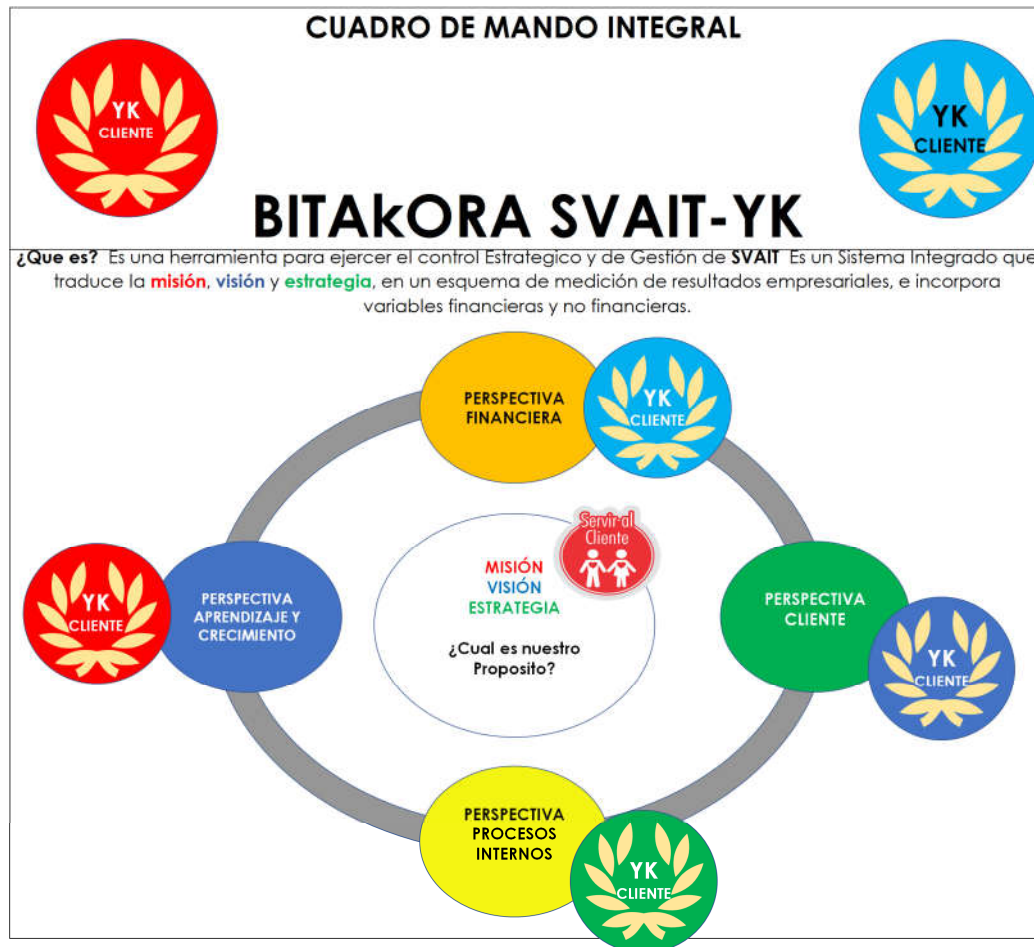 CUADRO DE MANDO INTEGRAL
YK
CLIENTE
YK
CLIENTE
BITAkORA SVAIT-YK
¿Que es? Es una herramienta para ejercer el control Estrategico y de Gestión de SVAIT Es un Sistema Integrado que
traduce la misión, visión y estrategia, en un esquema de medición de resultados empresariales, e incorpora
variables financieras y no financieras.
PERSPECTIVA
FINANCIERA
YK
CLIENTE
Servir al
Cliente
MISIÓN
VISIÓN
ESTRATEGIA
¿Cual es nuestro
Proposito?
YK
CLIENTE
PERSPECTIVA
APRENDIZAJE Y
CRECIMIENTO
PERSPECTIVA
CLIENTE
YK
CLIENTE
PERSPECTIVA
PROCESOS
INTERNOS
YK
CLIENTE